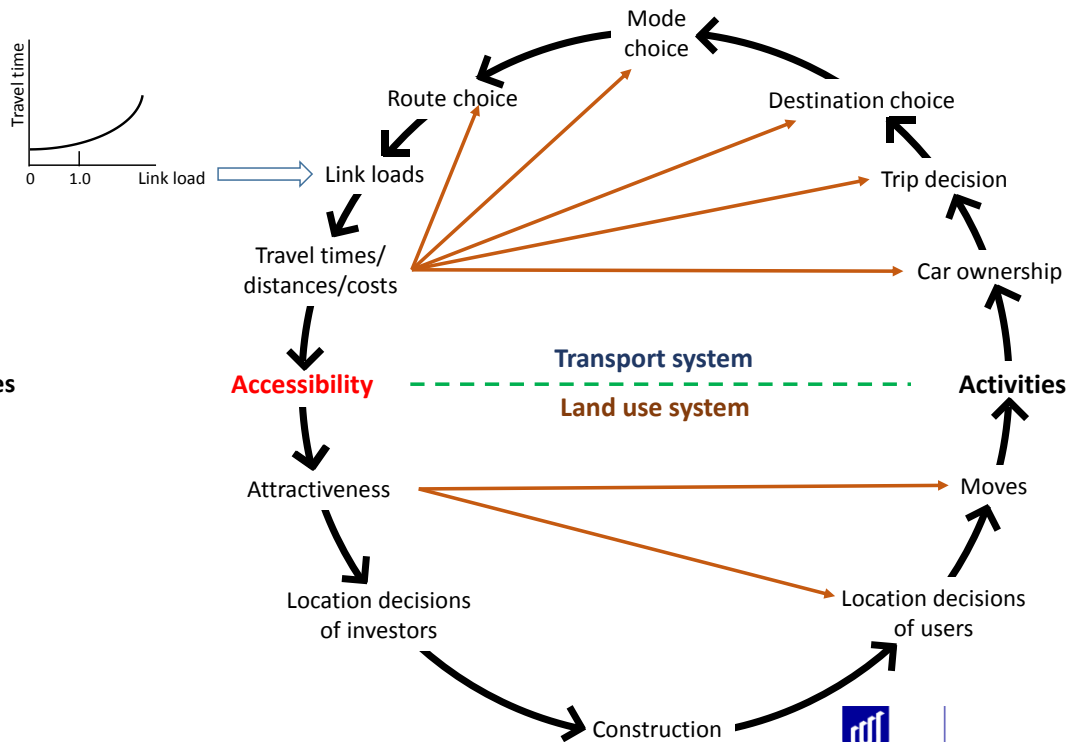 Mode
choice
Travel time
Route choice
Destination choice
0 1.0 Link load
Link loads
Trip decision
Travel times/
distances/costs
Car ownership
Transport system
es
Accessibility
Activities
Land use system
Attractiveness
Moves
Location decisions
of investors
Location decisions
of users
Construction